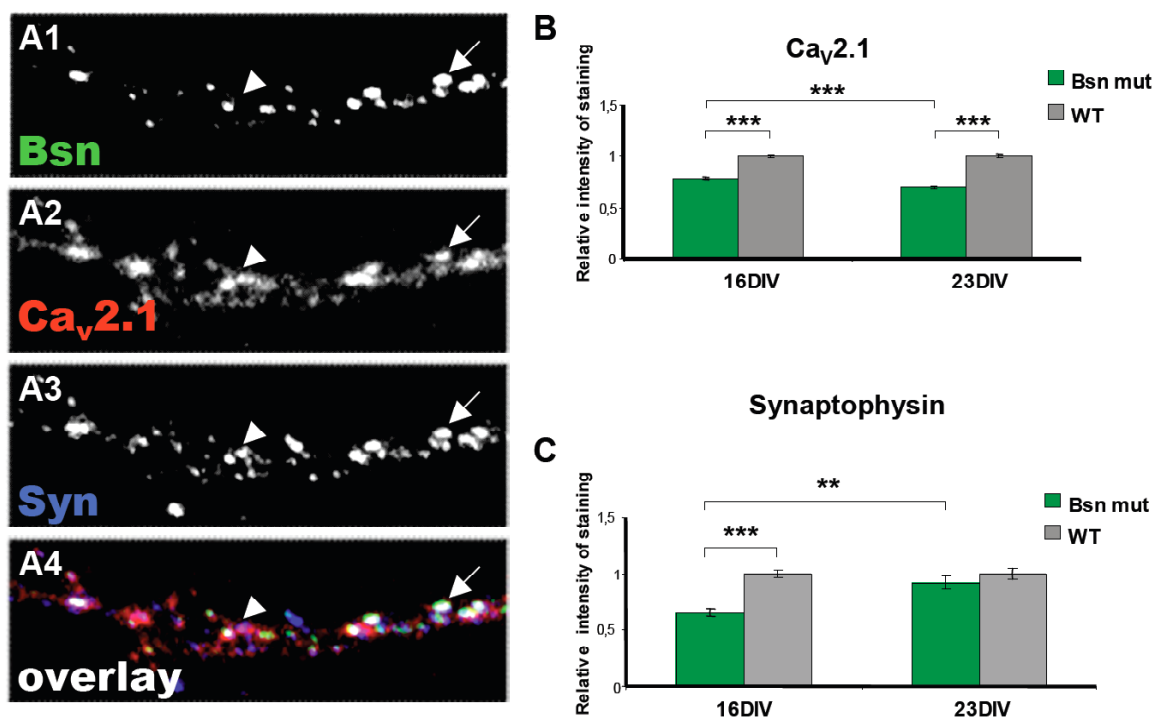 A1
Bsn
A2
Cav2.1
A3
Syn
A4
overlay
B
CaV2.1
Relative intensity of staining
1,5
1
0,5
0
***
***
***
Bsn mut
WT
16DIV
23DIV
Synaptophysin
C
Relative intensity of staining
1,5
1
0,5
0
**
***
Bsn mut
WT
16DIV
23DIV